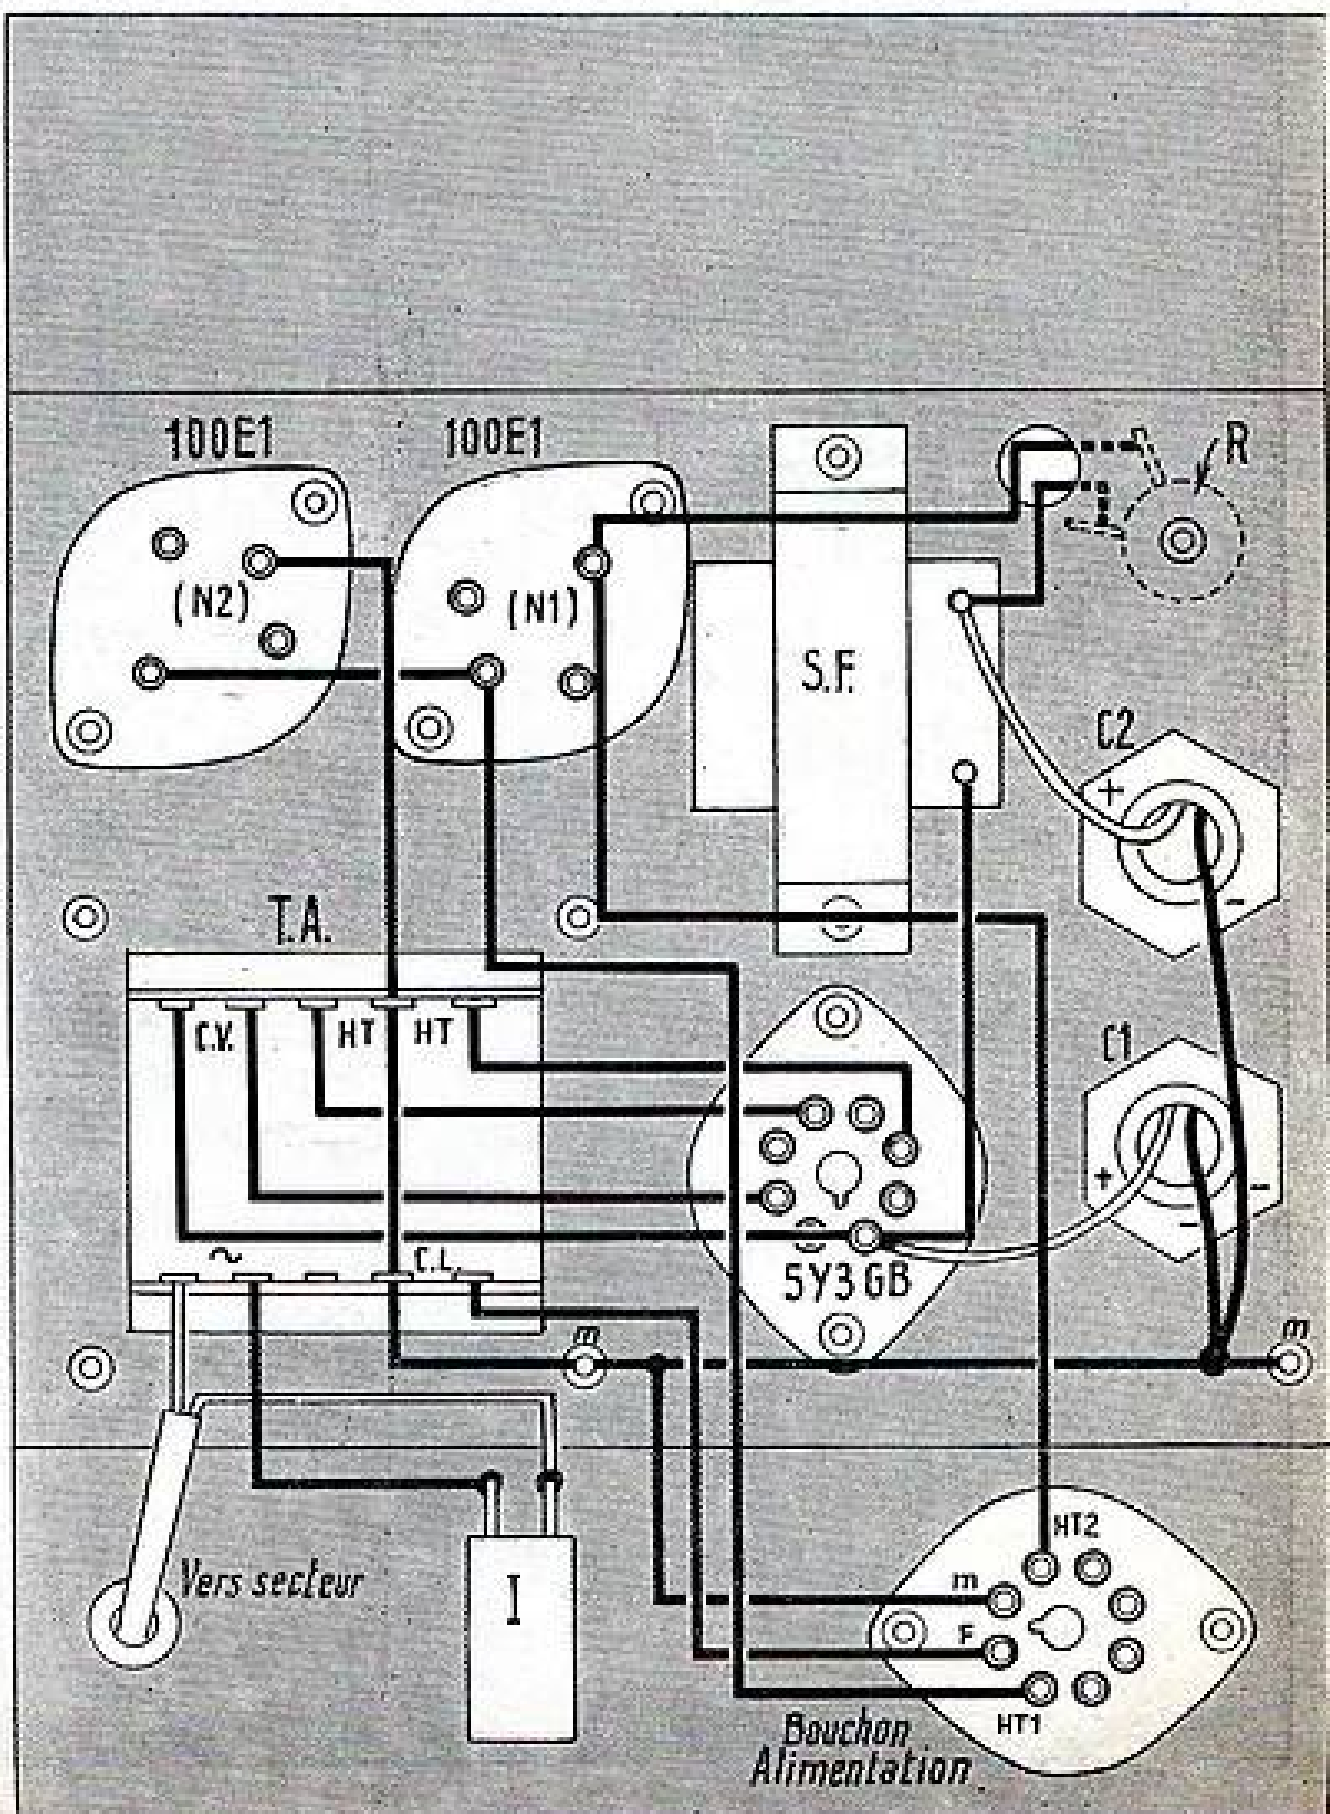 100E1
100E1
R
(N2)
(N1)
S.F.
C2
+
-
T.A.
C.V.
HT
HT
C1
+
-
-
~
C.L.
5Y3GB
m
m
Vers secteur
I
HT2
m
F
HT1
Bouchon
Alimentation